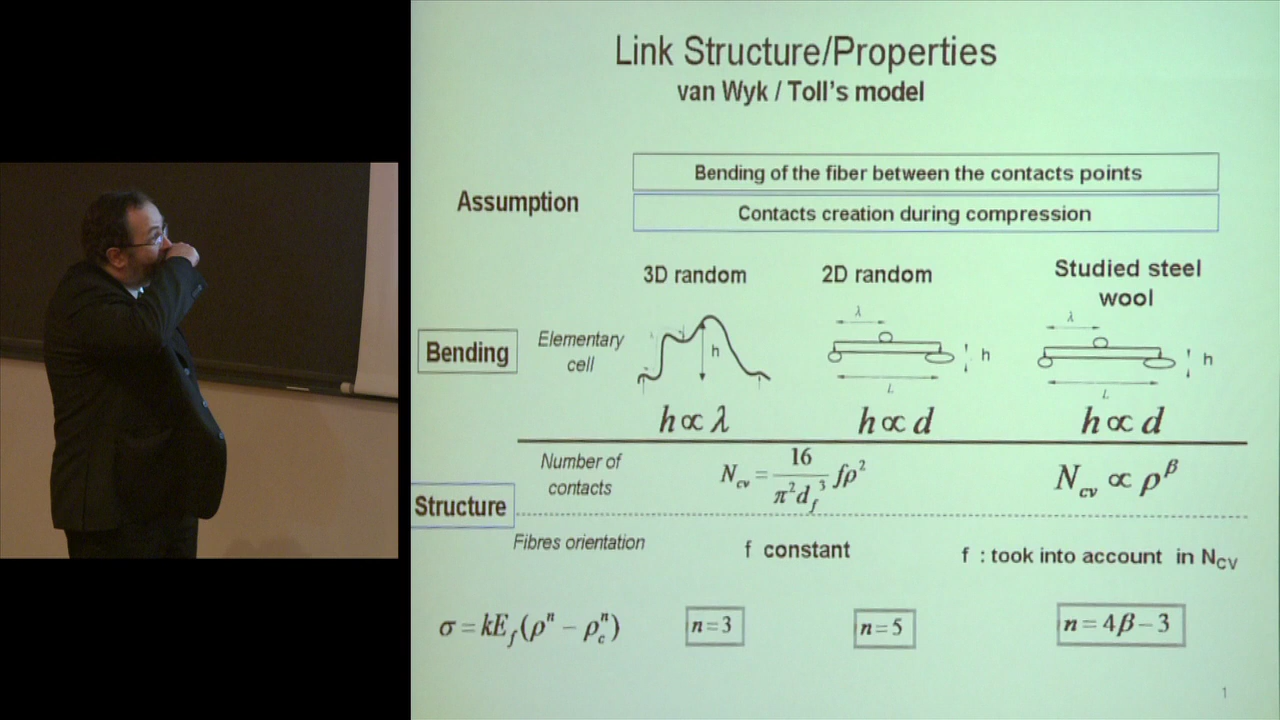 Link Structure/Properties
van Wyk / Toll's model
Assumption
Bending of the fiber between the contacts points
Contacts creation during compression
3D random
2D random
Studied steel
wool
Bending
Elementary
cell
h
λ
L
h
λ
L
h
h ∝ λ
h ∝ d
h ∝ d
Structure
Number of
contacts
N_cv = 16/(π²d_f³) fρ²
N_cv ∝ ρ^β
Fibres orientation
f constant
f : took into account in N_CV
σ = kE_f(ρⁿ − ρ_cⁿ)
n = 3
n = 5
n = 4β − 3
1